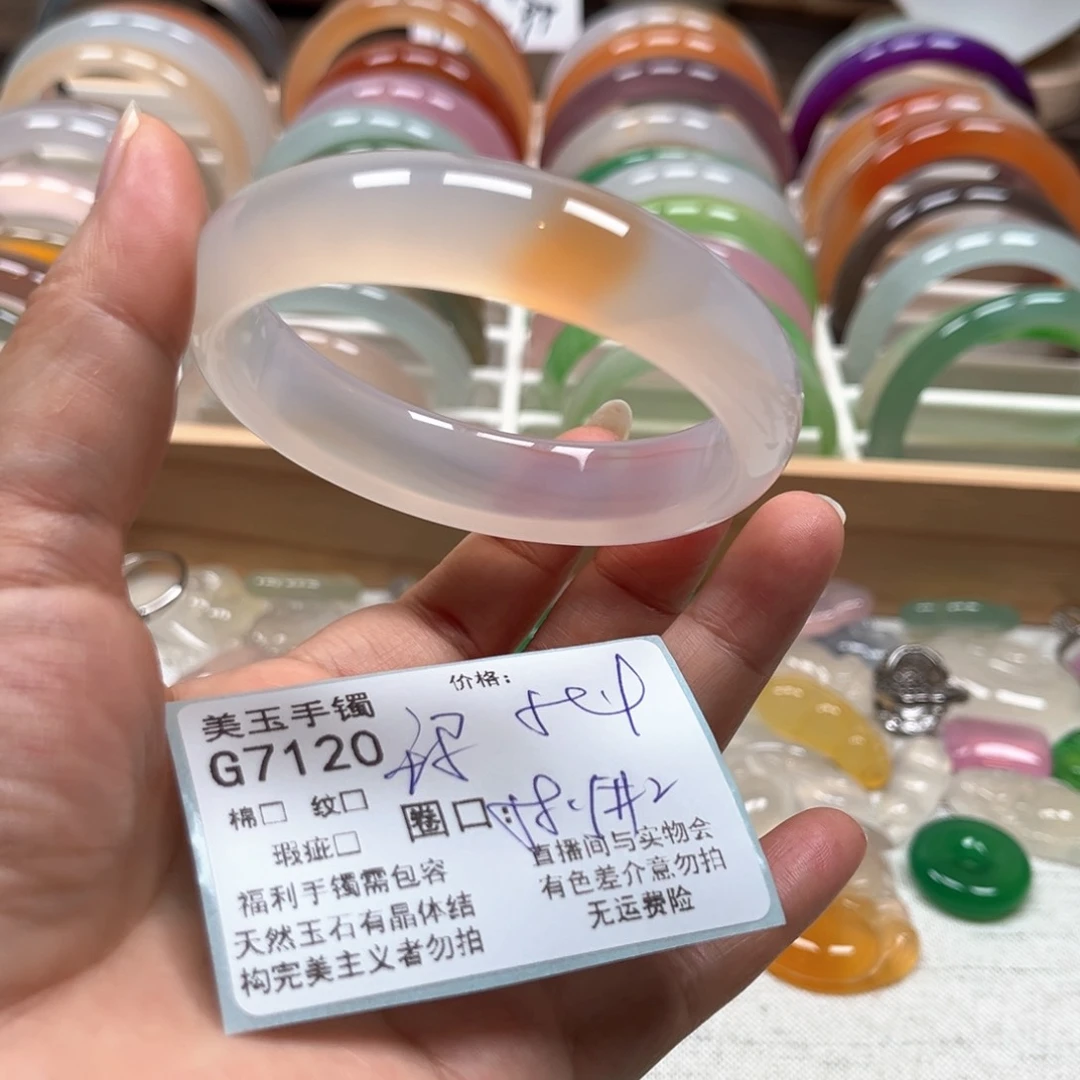 价格:
美玉手镯
G7120
棉□ 纹□
圈口:
瑕疵□
直播间与实物会
福利手镯需包容
有色差介意勿拍
天然玉石有晶体结
无运费险
构完美主义者勿拍